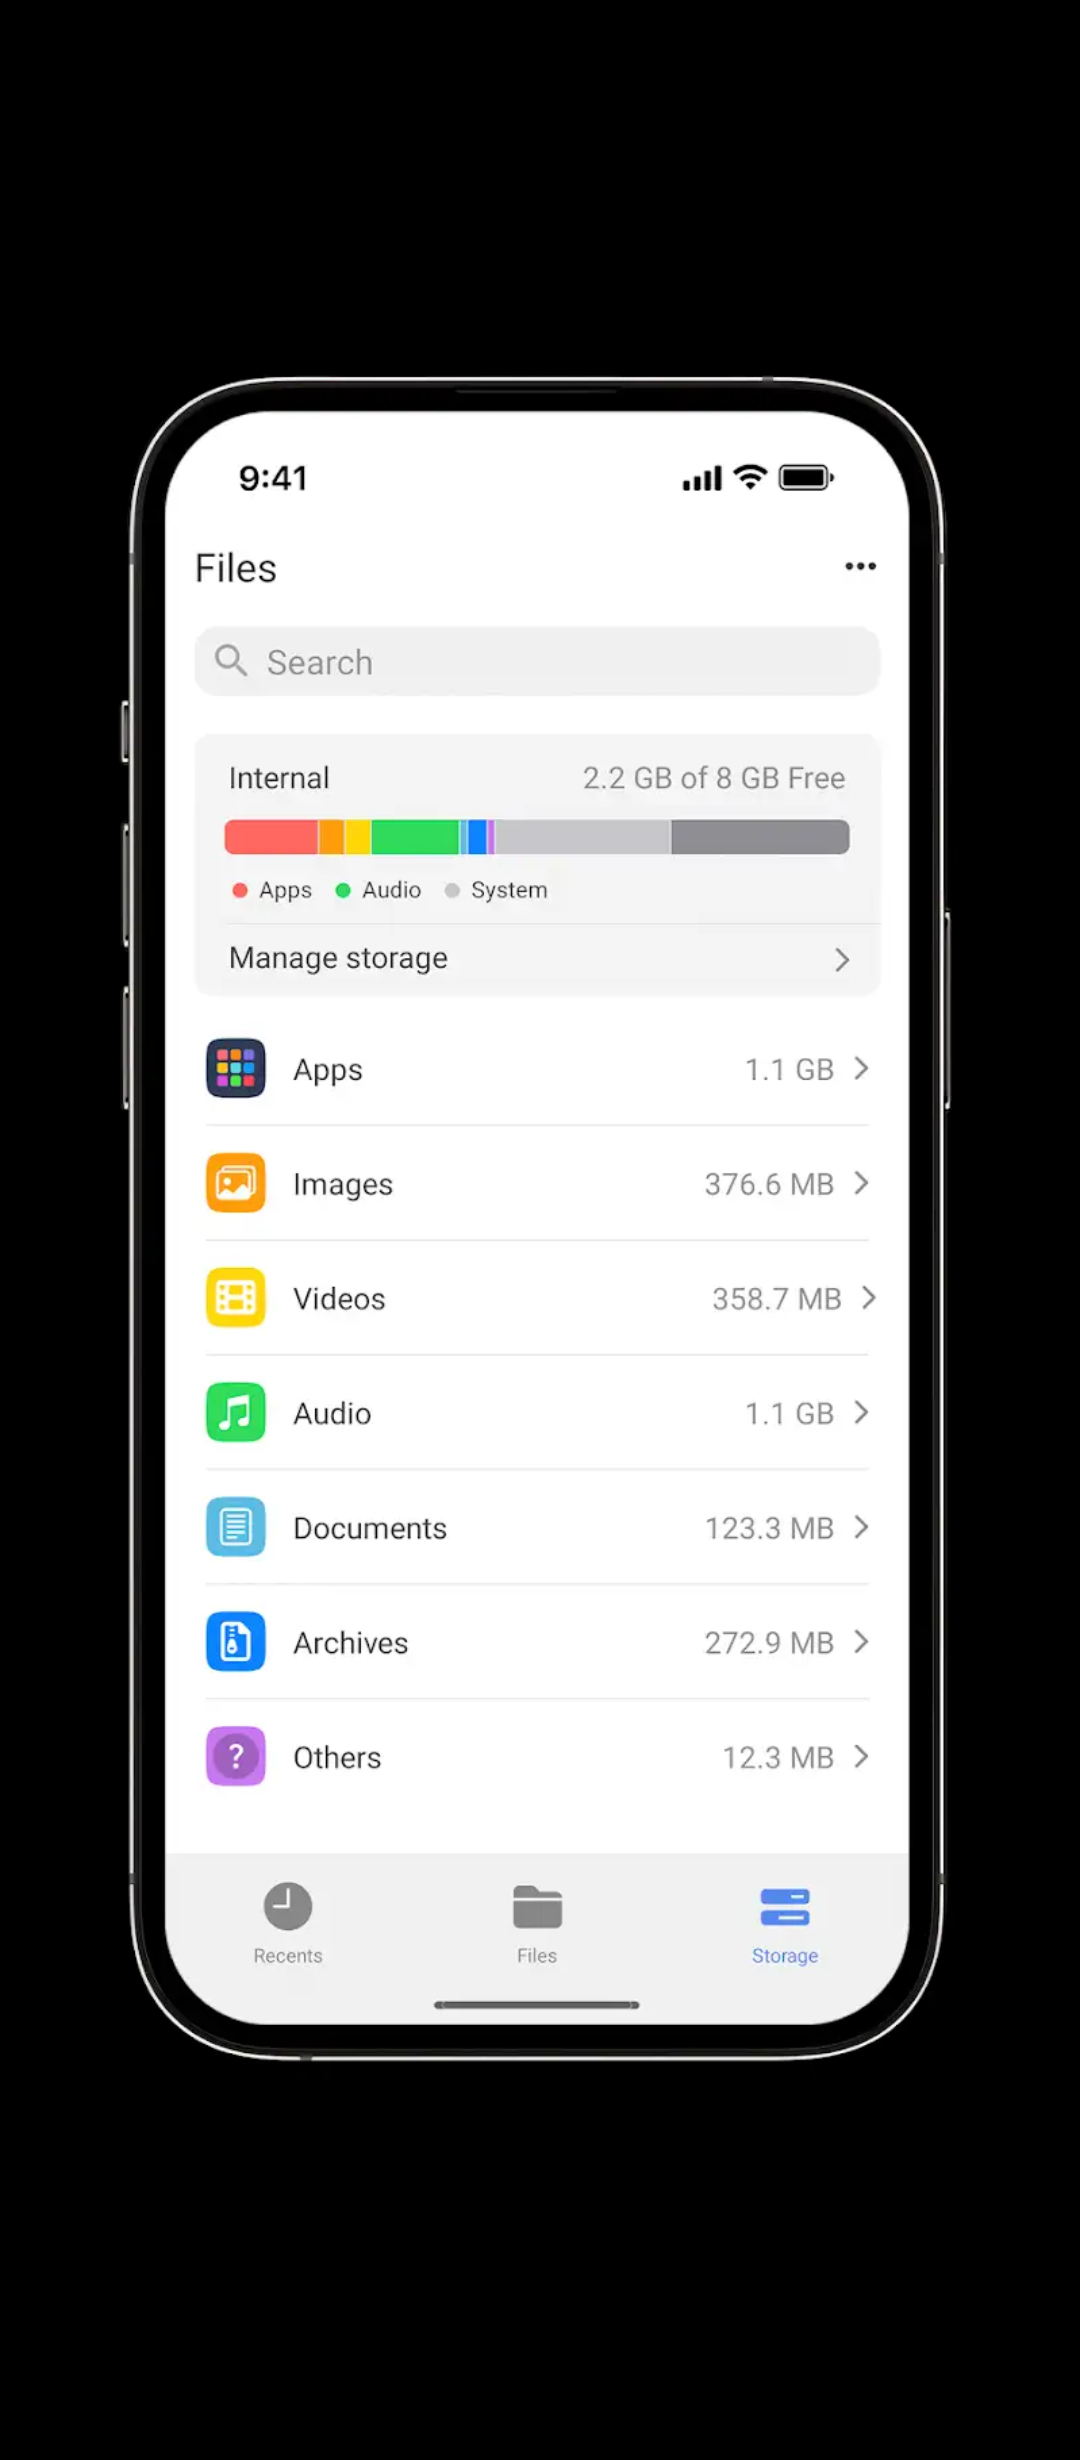 9:41
Files
Search
Internal 2.2 GB of 8 GB Free
Apps Audio System
Manage storage
Apps 1.1 GB
Images 376.6 MB
Videos 358.7 MB
Audio 1.1 GB
Documents 123.3 MB
Archives 272.9 MB
? Others 12.3 MB
Recents Files Storage